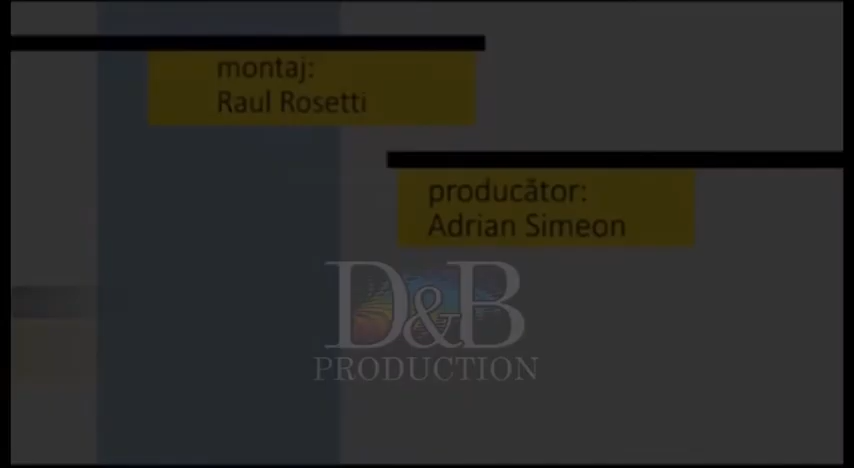 montaj:
Raul Rosetti
producător:
Adrian Simeon
D&B
PRODUCTION